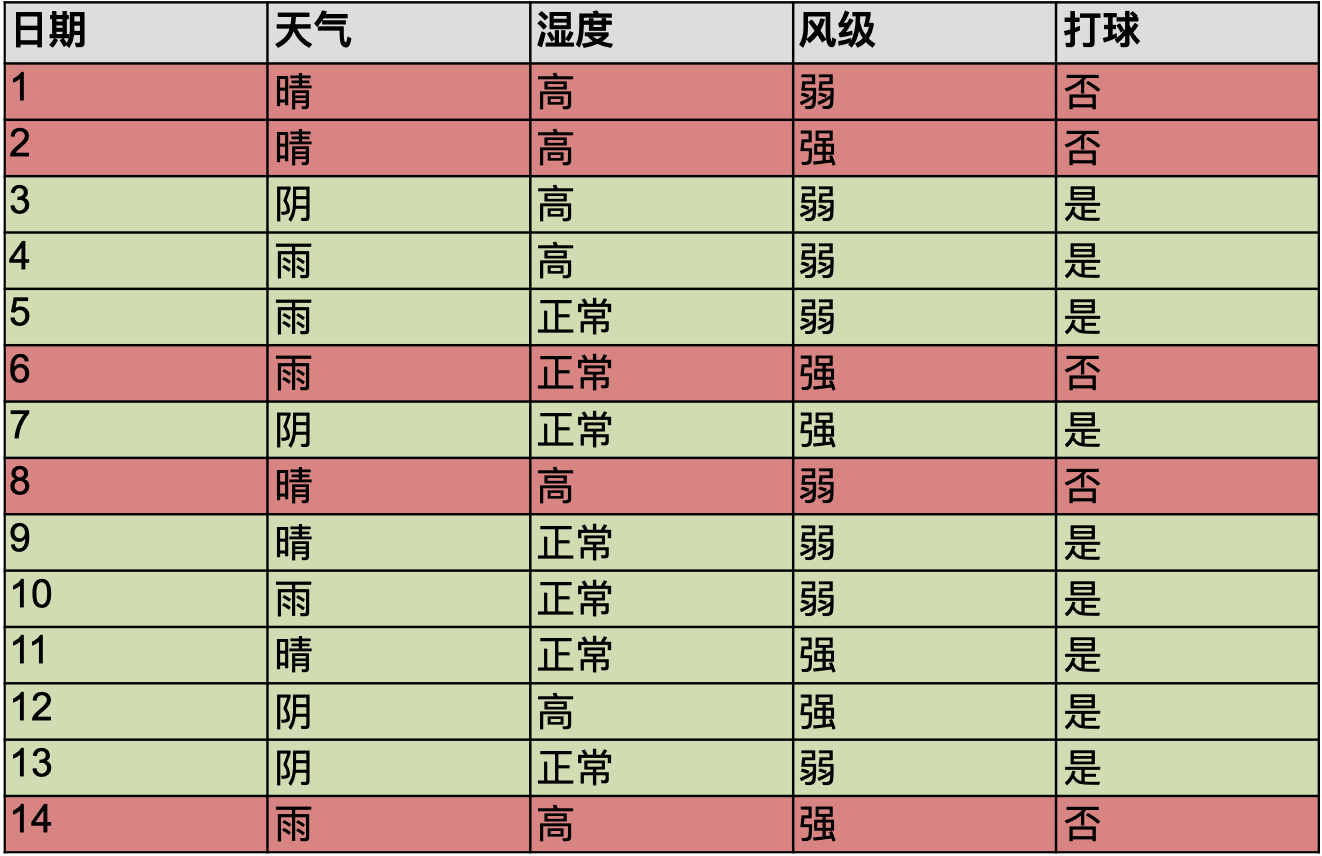 日期 天气 湿度 风级 打球
1 晴 高 弱 否
2 晴 高 强 否
3 阴 高 弱 是
4 雨 高 弱 是
5 雨 正常 弱 是
6 雨 正常 强 否
7 阴 正常 强 是
8 晴 高 弱 否
9 晴 正常 弱 是
10 雨 正常 弱 是
11 晴 正常 强 是
12 阴 高 强 是
13 阴 正常 弱 是
14 雨 高 强 否